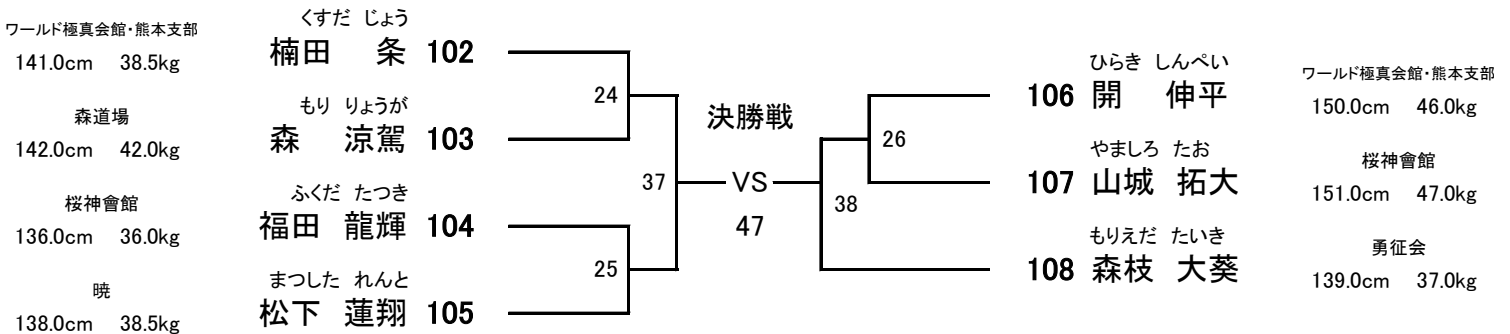 ワールド極真会館・熊本支部
141.0cm 38.5kg
くすだ じょう
楠田 条 102
森道場
142.0cm 42.0kg
もり りょうが
森 涼駕 103
桜神會館
136.0cm 36.0kg
ふくだ たつき
福田 龍輝 104
暁
138.0cm 38.5kg
まつした れんと
松下 蓮翔 105
24
25
37
決勝戦
VS
47
38
26
ひらき しんぺい
106 開 伸平
ワールド極真会館・熊本支部
150.0cm 46.0kg
やましろ たお
107 山城 拓大
桜神會館
151.0cm 47.0kg
もりえだ たいき
108 森枝 大葵
勇征会
139.0cm 37.0kg